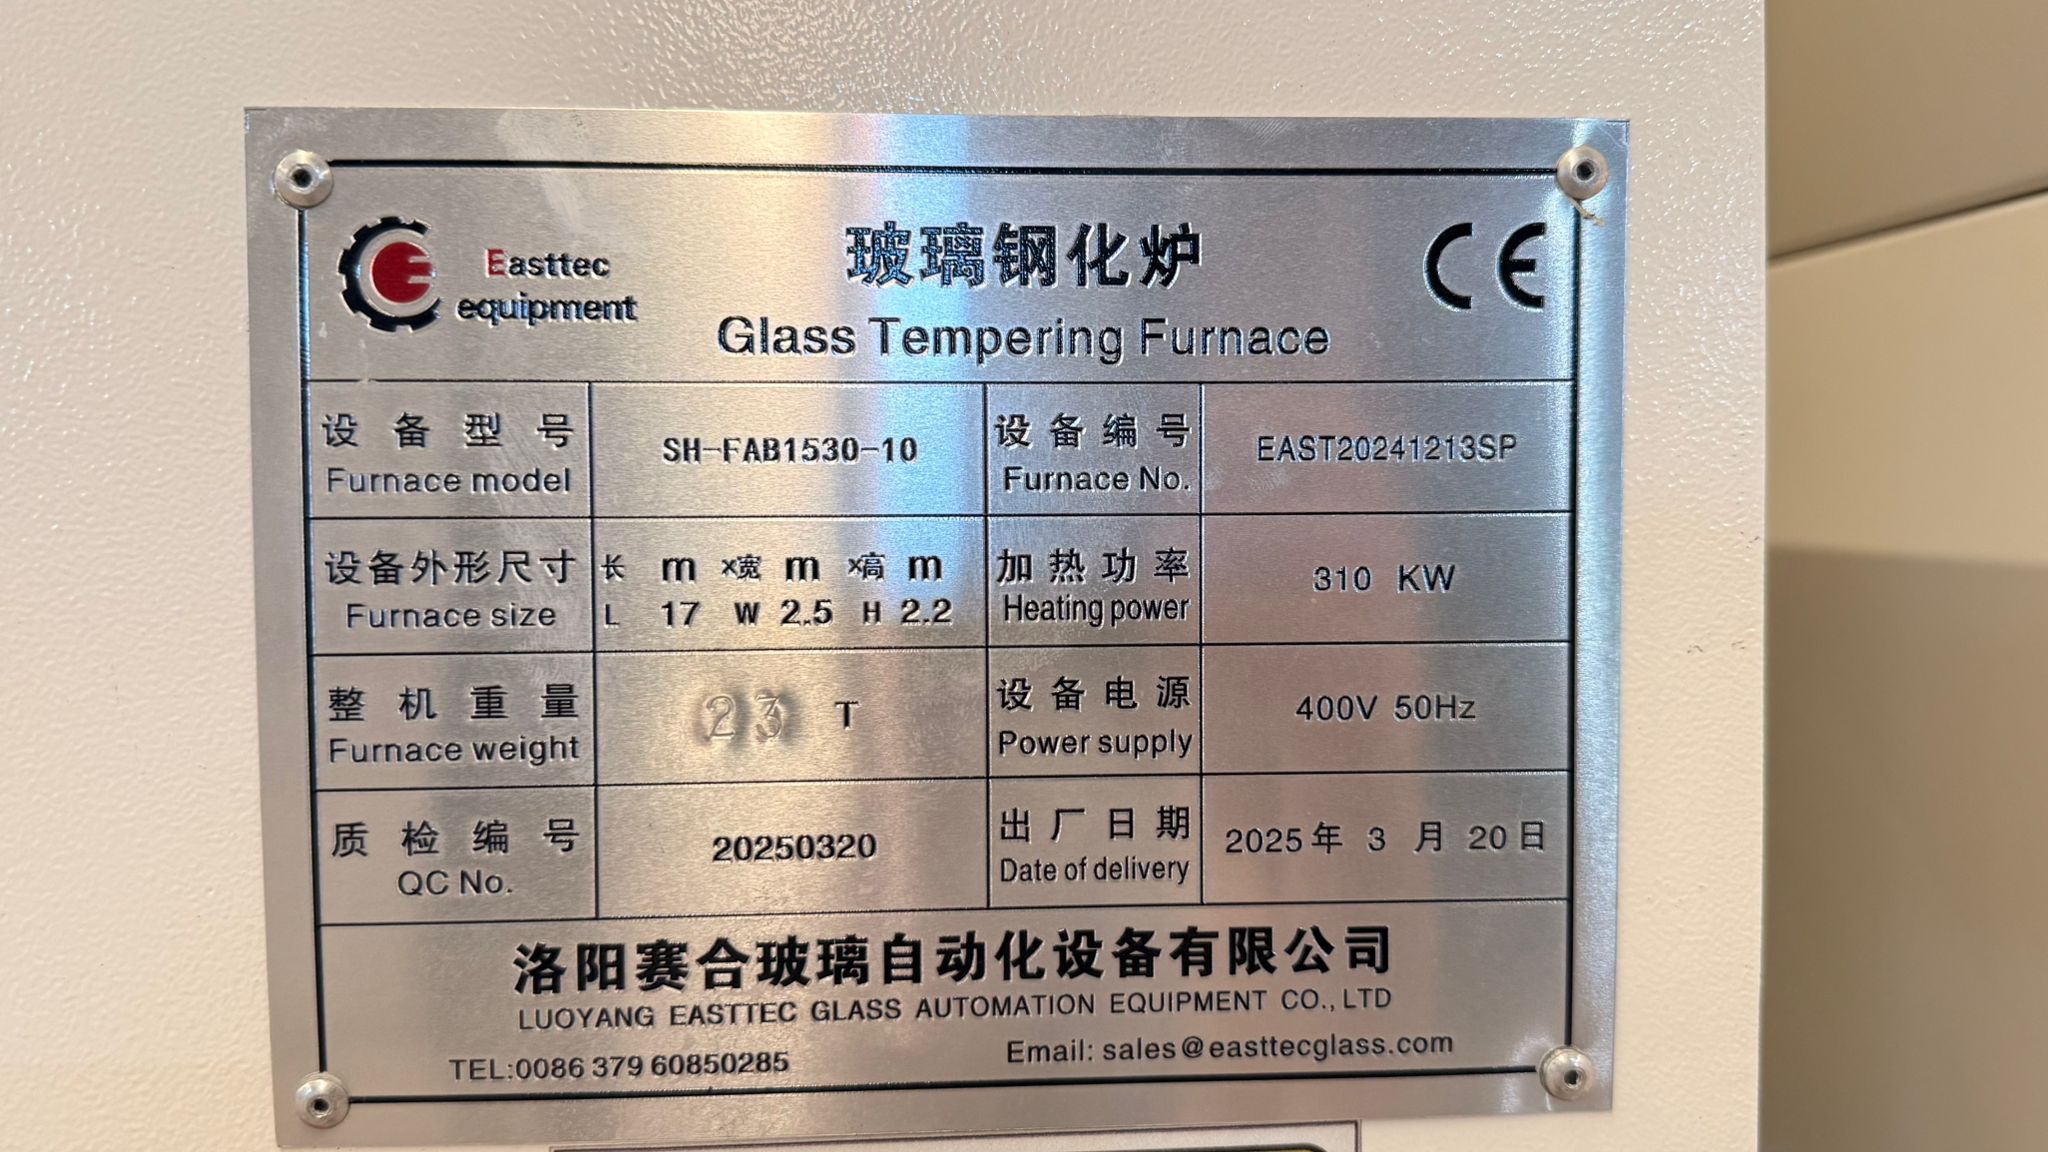 Easttec
equipment
玻璃钢化炉
Glass Tempering Furnace
CE
设备型号
Furnace model
SH-FAB1530-10
设备编号
Furnace No.
EAST20241213SP
设备外形尺寸
Furnace size
长 m ×宽 m ×高 m
L 17 W 2.5 H 2.2
加热功率
Heating power
310 KW
整机重量
Furnace weight
23 T
设备电源
Power supply
400V 50Hz
质检编号
QC No.
20250320
出厂日期
Date of delivery
2025年 3 月 20日
洛阳赛合玻璃自动化设备有限公司
LUOYANG EASTTEC GLASS AUTOMATION EQUIPMENT CO.,LTD
TEL:0086 379 60850285
Email: sales@easttecglass.com